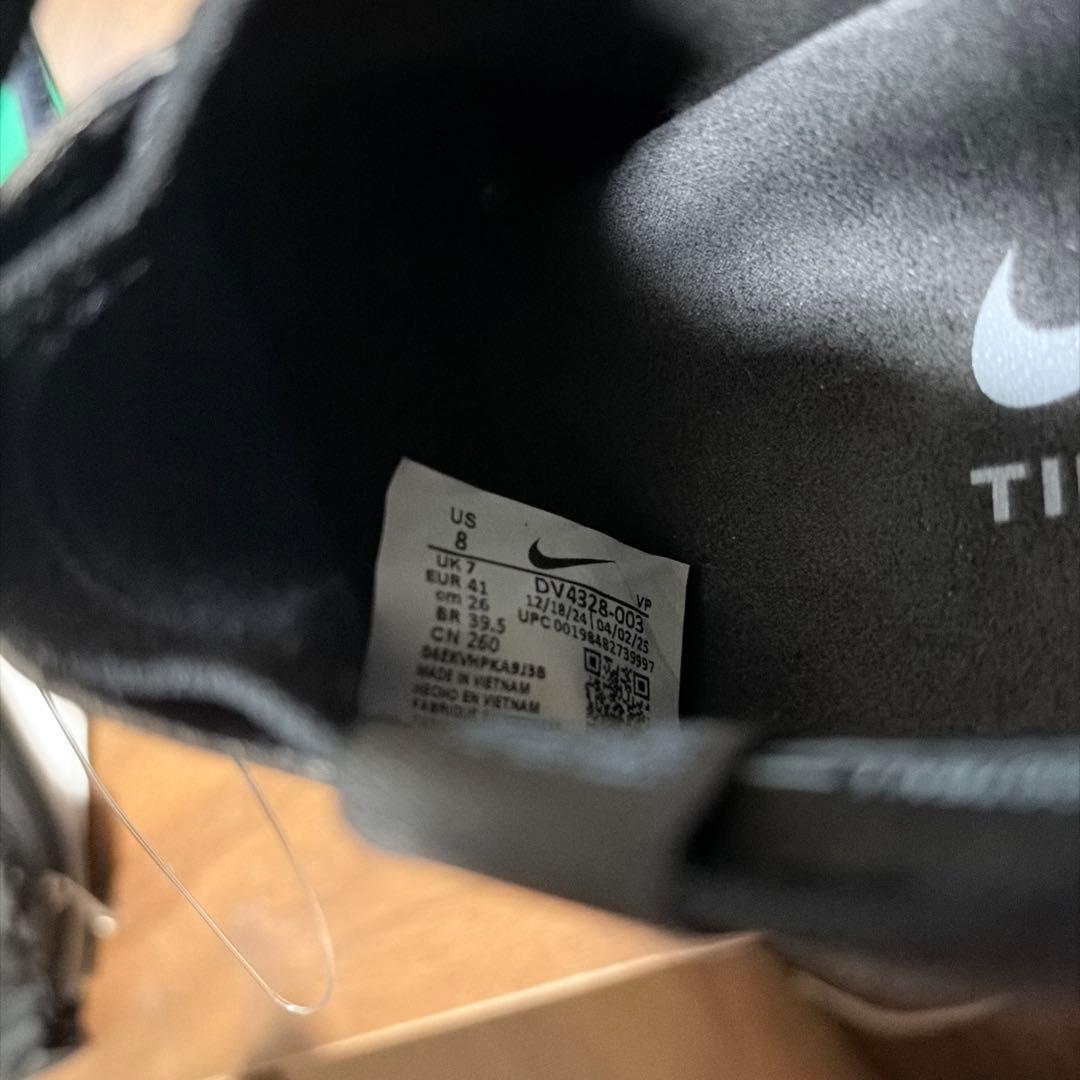 US
8
UK 7
EUR 41
cm 26
BR 39.5
CN 260
DV4328-003 VP
12/18/24 04/02/25
UPC 00198482739997
MADE IN VIETNAM
HECHO EN VIETNAM
TI